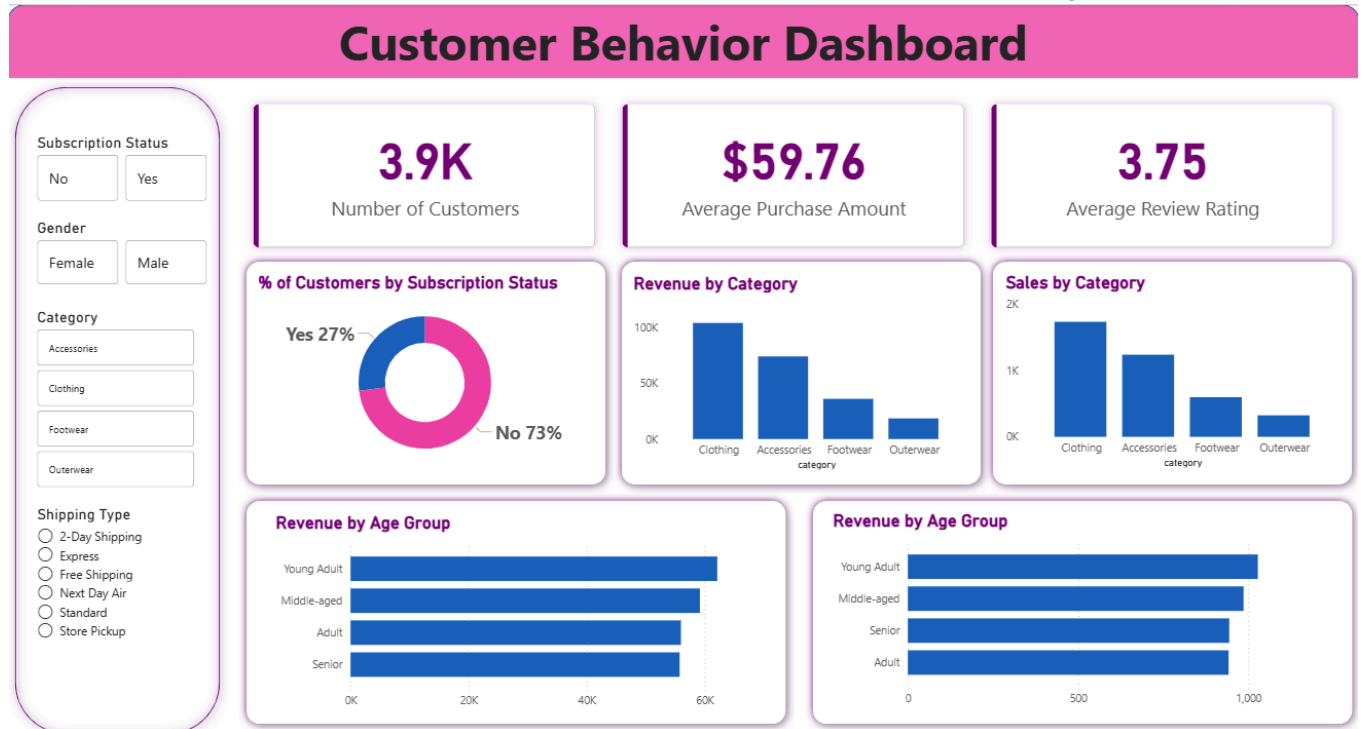 Customer Behavior Dashboard
Subscription Status
No Yes
Gender
Female Male
Category
Accessories
Clothing
Footwear
Outerwear
Shipping Type
2-Day Shipping
Express
Free Shipping
Next Day Air
Standard
Store Pickup
3.9K
Number of Customers
$59.76
Average Purchase Amount
3.75
Average Review Rating
% of Customers by Subscription Status
Yes 27%
No 73%
Revenue by Category
100K
50K
0K
Clothing Accessories Footwear Outerwear
category
Sales by Category
2K
1K
0K
Clothing Accessories Footwear Outerwear
category
Revenue by Age Group
Young Adult
Middle-aged
Adult
Senior
0K 20K 40K 60K
Revenue by Age Group
Young Adult
Middle-aged
Senior
Adult
0 500 1,000